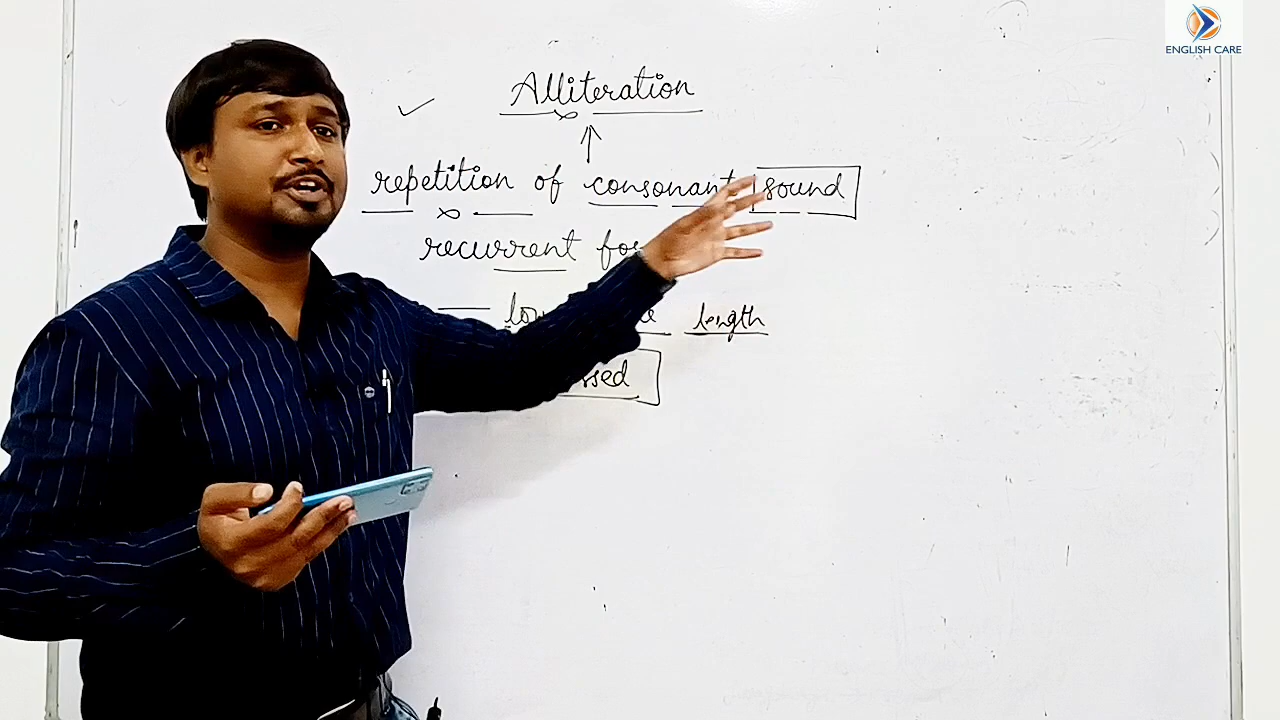 ENGLISH CARE
Alliteration
repetition of consonant sound
recurrent
length